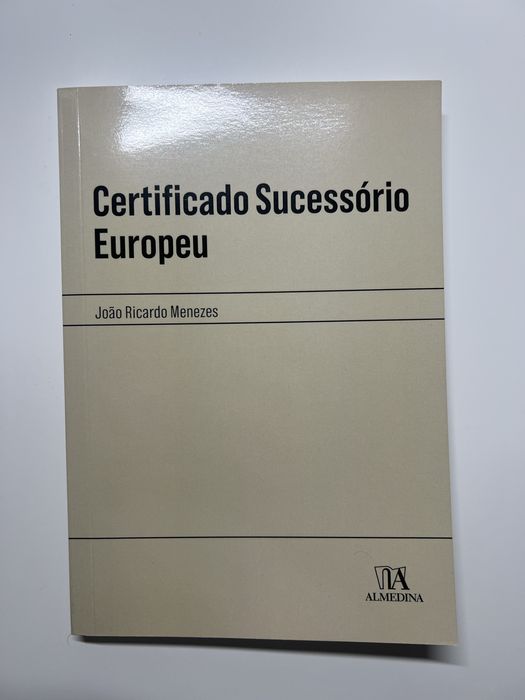 Certificado Sucessório
Europeu
João Ricardo Menezes
ALMEDINA